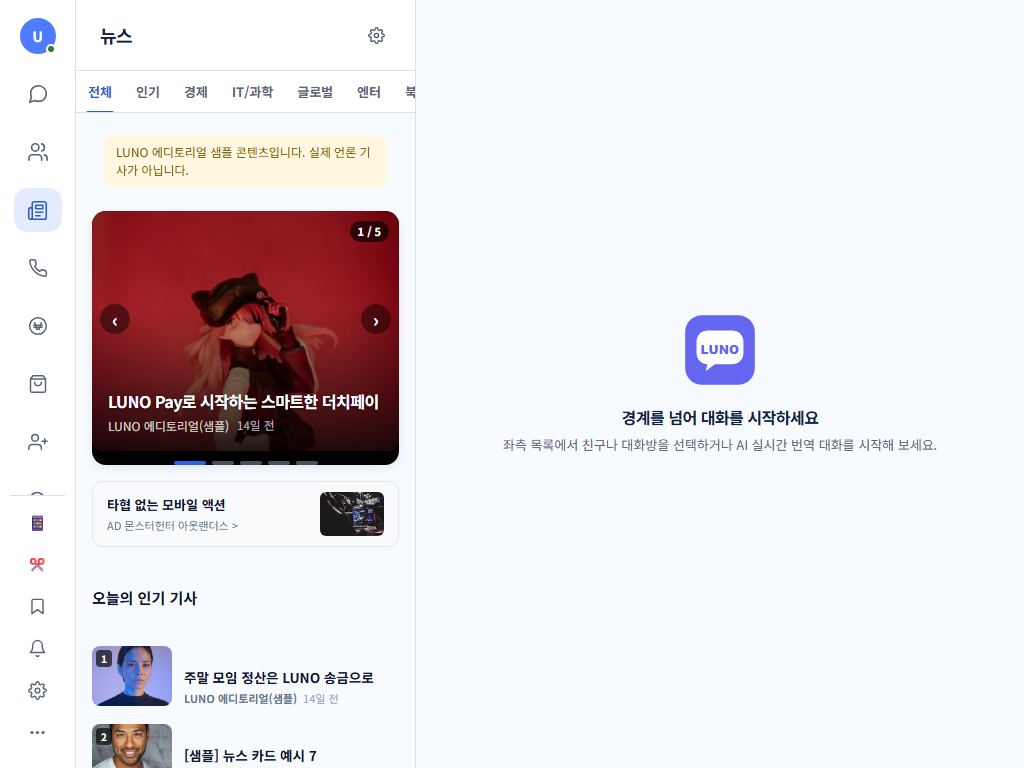 U
뉴스
전체 인기 경제 IT/과학 글로벌 엔터 북
LUNO 에디토리얼 샘플 콘텐츠입니다. 실제 언론 기
사가 아닙니다.
1 / 5
‹ ›
LUNO Pay로 시작하는 스마트한 더치페이
LUNO 에디토리얼(샘플) 14일 전
타협 없는 모바일 액션
AD 몬스터헌터 아웃랜더스 >
오늘의 인기 기사
1
주말 모임 정산은 LUNO 송금으로
LUNO 에디토리얼(샘플) 14일 전
2
[샘플] 뉴스 카드 예시 7
LUNO
경계를 넘어 대화를 시작하세요
좌측 목록에서 친구나 대화방을 선택하거나 AI 실시간 번역 대화를 시작해 보세요.